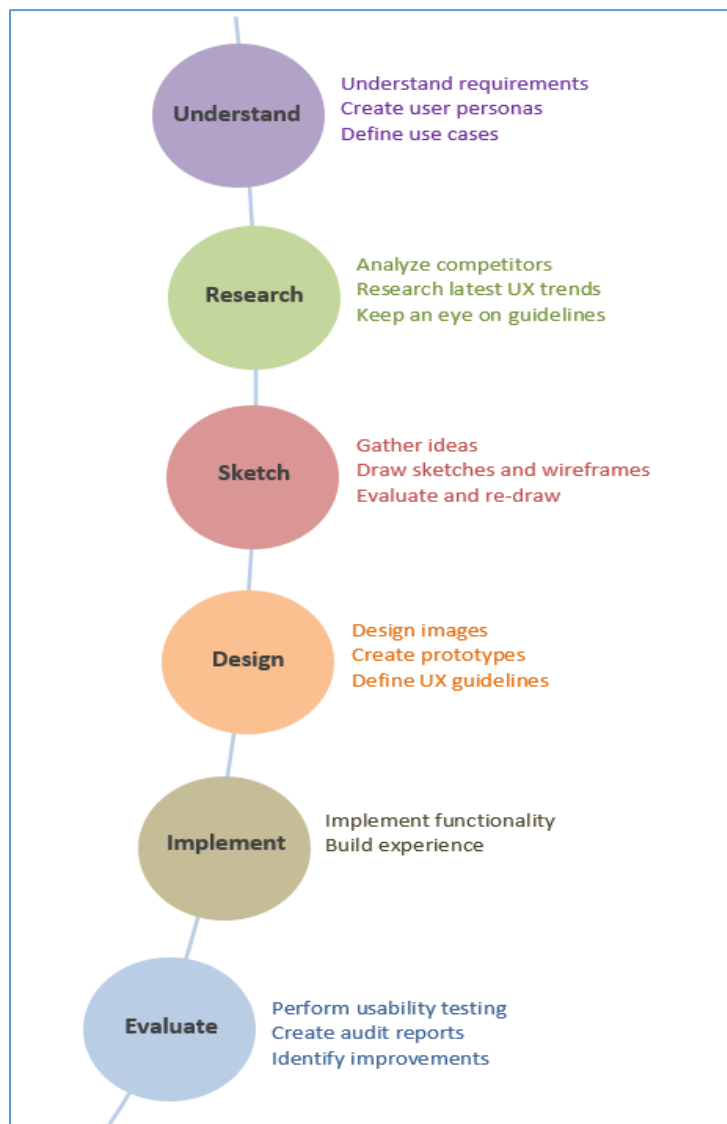 Understand
Understand requirements
Create user personas
Define use cases
Research
Analyze competitors
Research latest UX trends
Keep an eye on guidelines
Sketch
Gather ideas
Draw sketches and wireframes
Evaluate and re-draw
Design
Design images
Create prototypes
Define UX guidelines
Implement
Implement functionality
Build experience
Evaluate
Perform usability testing
Create audit reports
Identify improvements